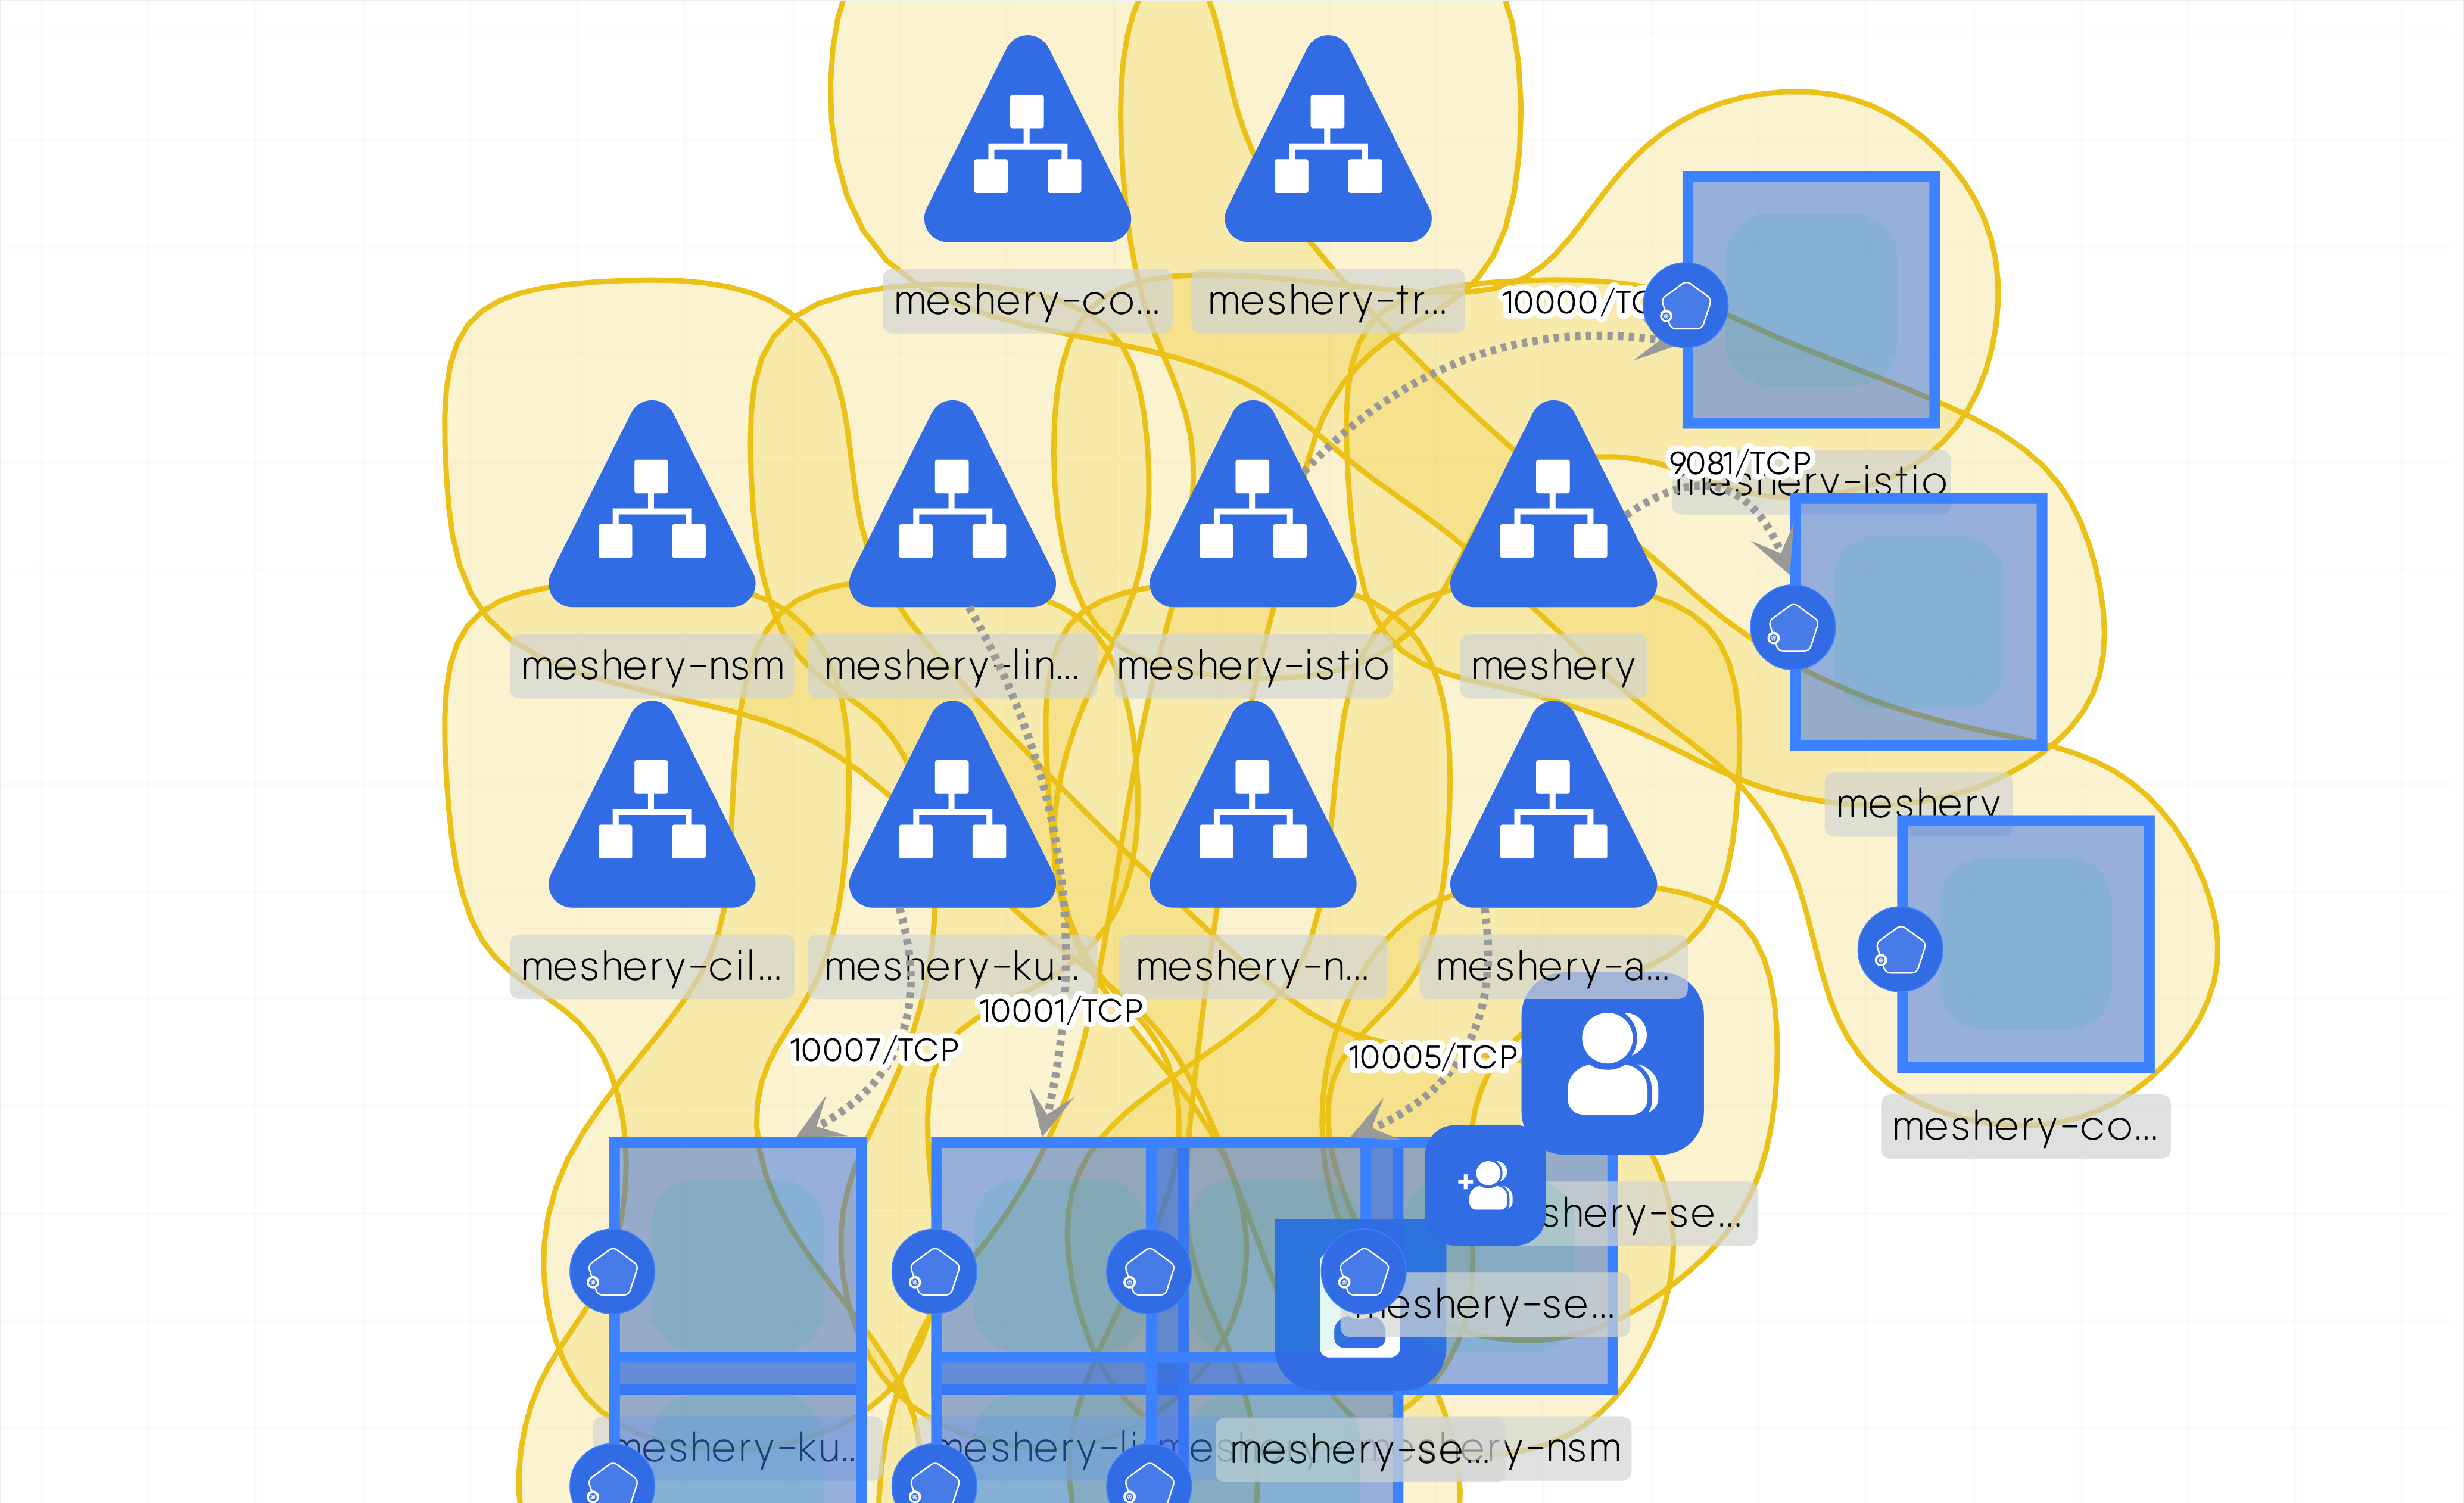 meshery-co...
meshery-tr...
10000/TC
9081/TCP
meshery-istio
meshery-nsm
meshery-lin...
meshery-istio
meshery
meshery
meshery-cil...
meshery-ku...
meshery-n...
meshery-a...
10001/TCP
10007/TCP
10005/TCP
meshery-co...
shery-se...
meshery-se...
meshery-ku...
meshery-li
meshery-se...
ery-nsm